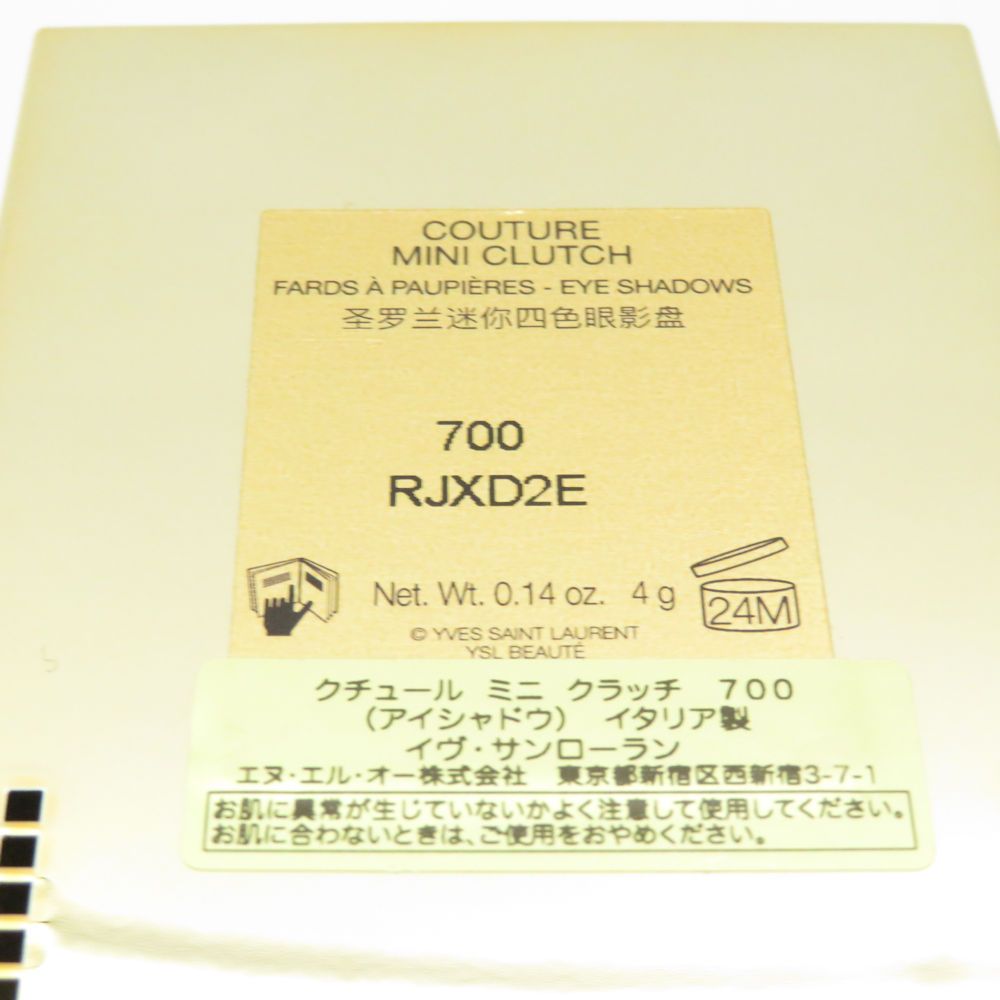 COUTURE
MINI CLUTCH
FARDS À PAUPIÈRES - EYE SHADOWS
圣罗兰迷你四色眼影盘
700
RJXD2E
Net. Wt. 0.14 oz. 4 g
24M
© YVES SAINT LAURENT
YSL BEAUTÉ
クチュール ミニ クラッチ 700
(アイシャドウ) イタリア製
イヴ・サンローラン
エヌ・エル・オー株式会社 東京都新宿区西新宿3-7-1
お肌に異常が生じていないかよく注意して使用してください。
お肌に合わないときは、ご使用をおやめください。